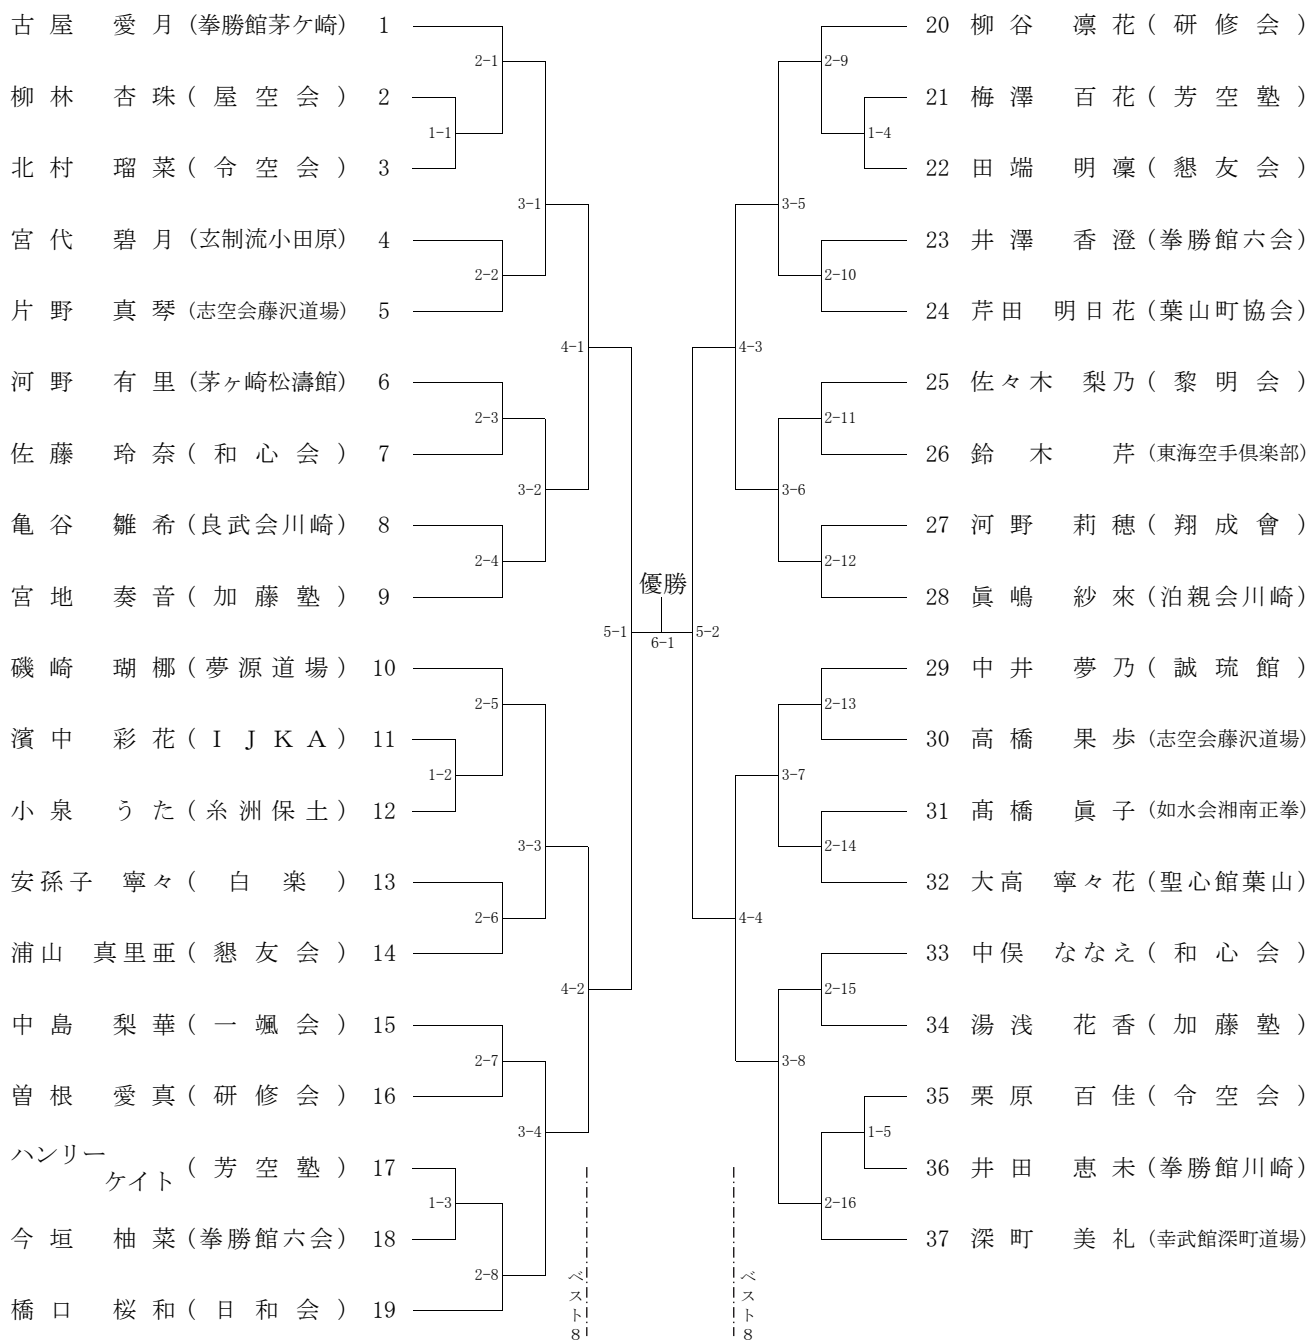 古屋 愛月 (拳勝館茅ケ崎) 1
柳林 杏珠 (屋空会) 2
北村 瑠菜 (令空会) 3
宮代 碧月 (玄制流小田原) 4
片野 真琴 (志空会藤沢道場) 5
河野 有里 (茅ヶ崎松濤館) 6
佐藤 玲奈 (和心会) 7
亀谷 雛希 (良武会川崎) 8
宮地 奏音 (加藤塾) 9
磯崎 瑚梛 (夢源道場) 10
濱中 彩花 (IJKA) 11
小泉 うた (糸洲保土) 12
安孫子 寧々 (白楽) 13
浦山 真里亜 (懇友会) 14
中島 梨華 (一颯会) 15
曽根 愛真 (研修会) 16
ハンリー ケイト (芳空塾) 17
今垣 柚菜 (拳勝館六会) 18
橋口 桜和 (日和会) 19
1-1
1-2
1-3
2-1
2-2
2-3
2-4
2-5
2-6
2-7
2-8
3-1
3-2
3-3
3-4
4-1
4-2
5-1
優勝
6-1
5-2
4-3
4-4
3-5
3-6
3-7
3-8
2-9
2-10
2-11
2-12
2-13
2-14
2-15
2-16
1-4
1-5
20 柳谷 凛花 (研修会)
21 梅澤 百花 (芳空塾)
22 田端 明凜 (懇友会)
23 井澤 香澄 (拳勝館六会)
24 芹田 明日花 (葉山町協会)
25 佐々木 梨乃 (黎明会)
26 鈴木 芹 (東海空手倶楽部)
27 河野 莉穂 (翔成會)
28 眞嶋 紗來 (泊親会川崎)
29 中井 夢乃 (誠琉館)
30 高橋 果歩 (志空会藤沢道場)
31 髙橋 眞子 (如水会湘南正拳)
32 大高 寧々花 (聖心館葉山)
33 中俣 ななえ (和心会)
34 湯浅 花香 (加藤塾)
35 栗原 百佳 (令空会)
36 井田 恵未 (拳勝館川崎)
37 深町 美礼 (幸武館深町道場)
ベスト8
ベスト8